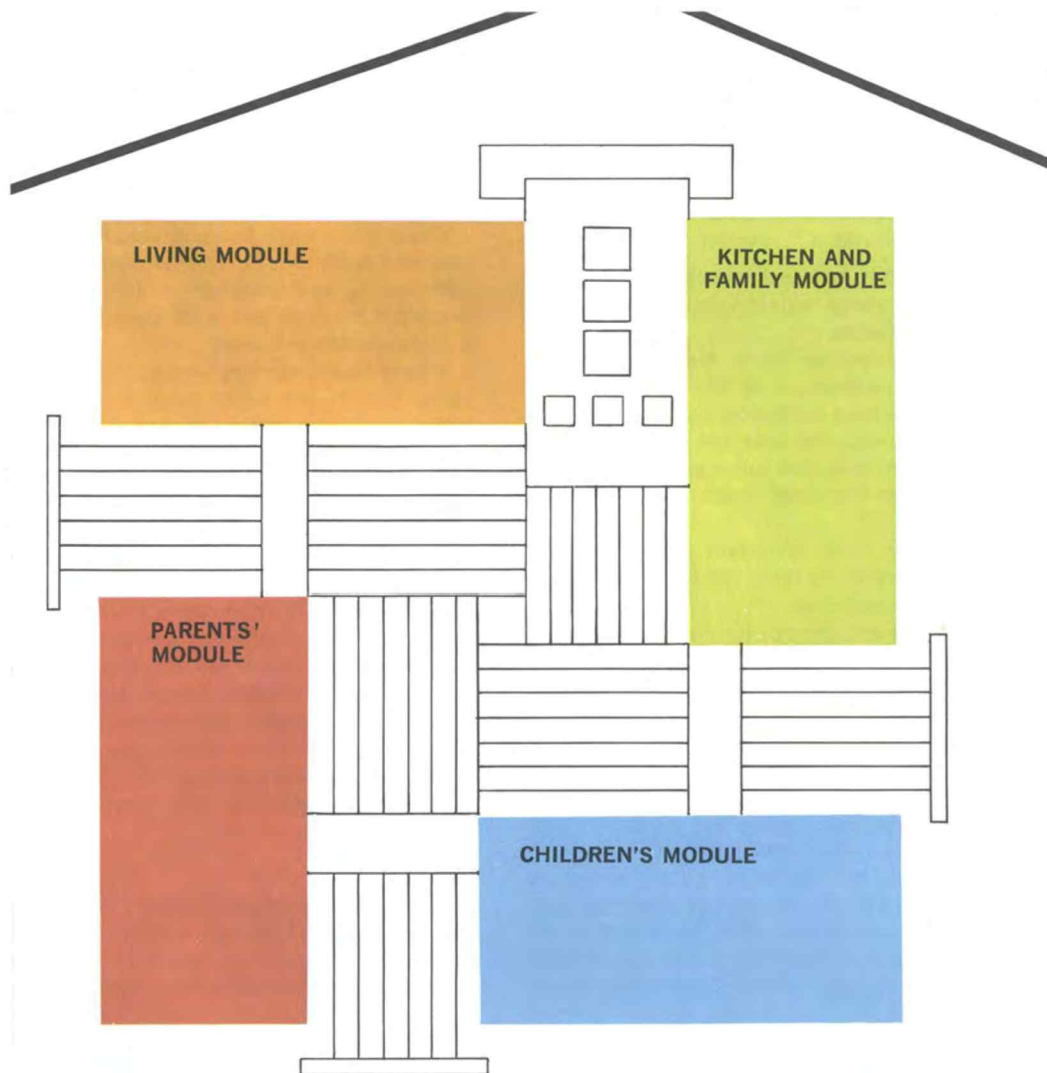 LIVING MODULE
KITCHEN AND
FAMILY MODULE
PARENTS'
MODULE
CHILDREN'S MODULE